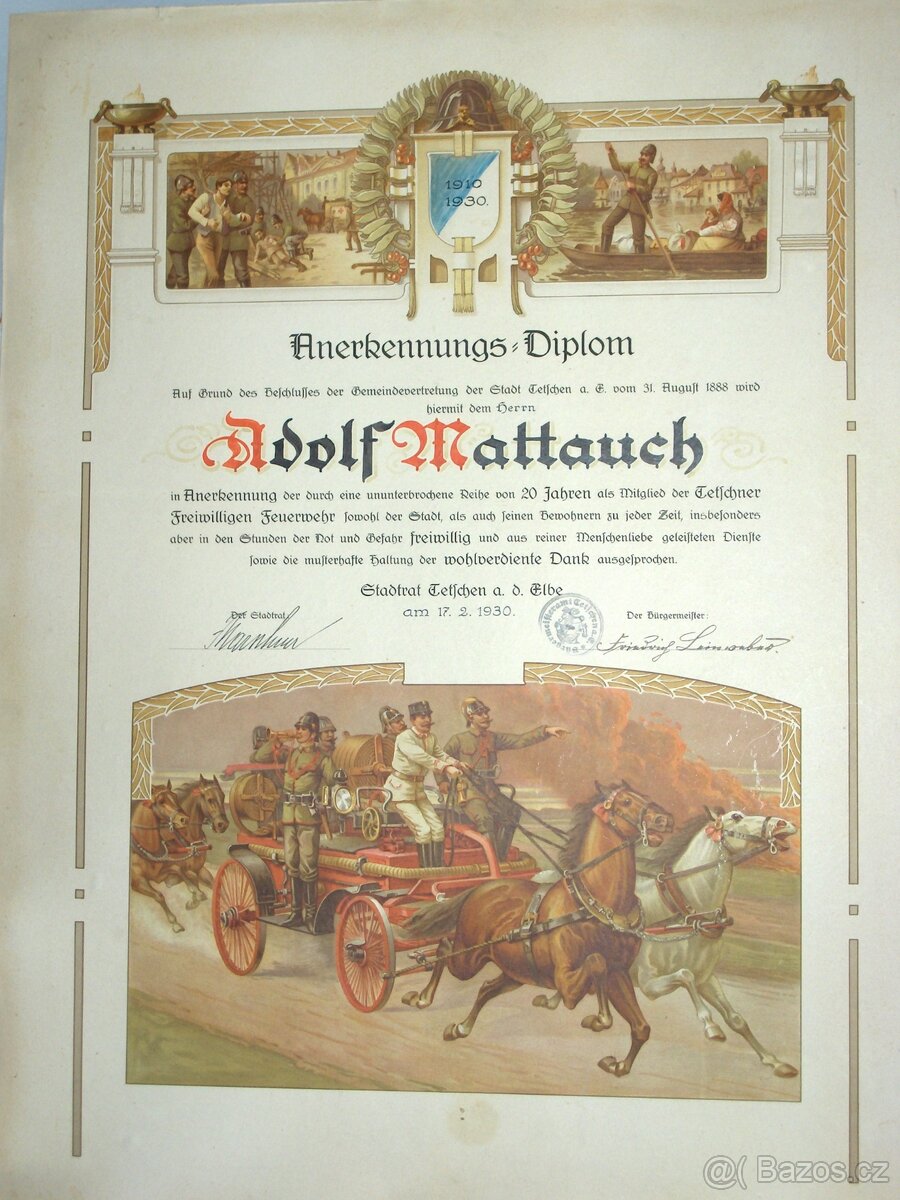 1910
1930.
Anerkennungs-Diplom
Auf Grund des Beschlusses der Gemeindevertretung der Stadt Tetschen a. E. vom 31. August 1888 wird
hiermit dem Herrn
Adolf Mattauch
in Anerkennung der durch eine ununterbrochene Reihe von 20 Jahren als Mitglied der Tetschner
Freiwilligen Feuerwehr sowohl der Stadt, als auch seinen Bewohnern zu jeder Zeit, insbesonders
aber in den Stunden der Not und Gefahr freiwillig und aus reiner Menschenliebe geleisteten Dienste
sowie die musterhafte Haltung der wohlverdiente Dank ausgesprochen.
Stadtrat Tetschen a. d. Elbe
am 17. 2. 1930.
Der Stadtrat
Der Bürgermeister:
Bürgermeisteramt Tetschen a. E.
Friedrich Leinweber.
@( Bazos.cz